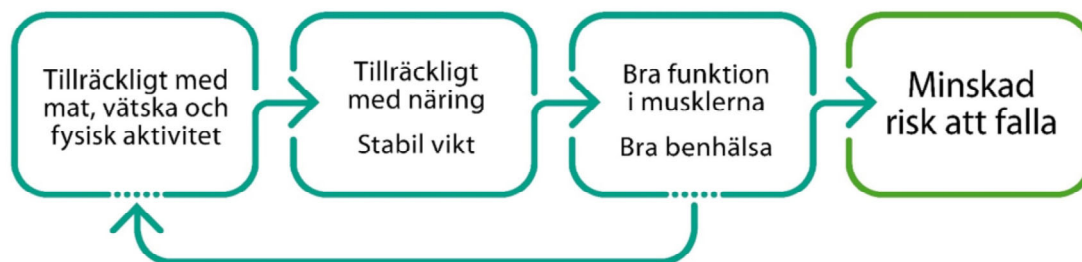 Tillräckligt med
mat, vätska och
fysisk aktivitet
Tillräckligt
med näring
Stabil vikt
Bra funktion
i musklerna
Bra benhälsa
Minskad
risk att falla